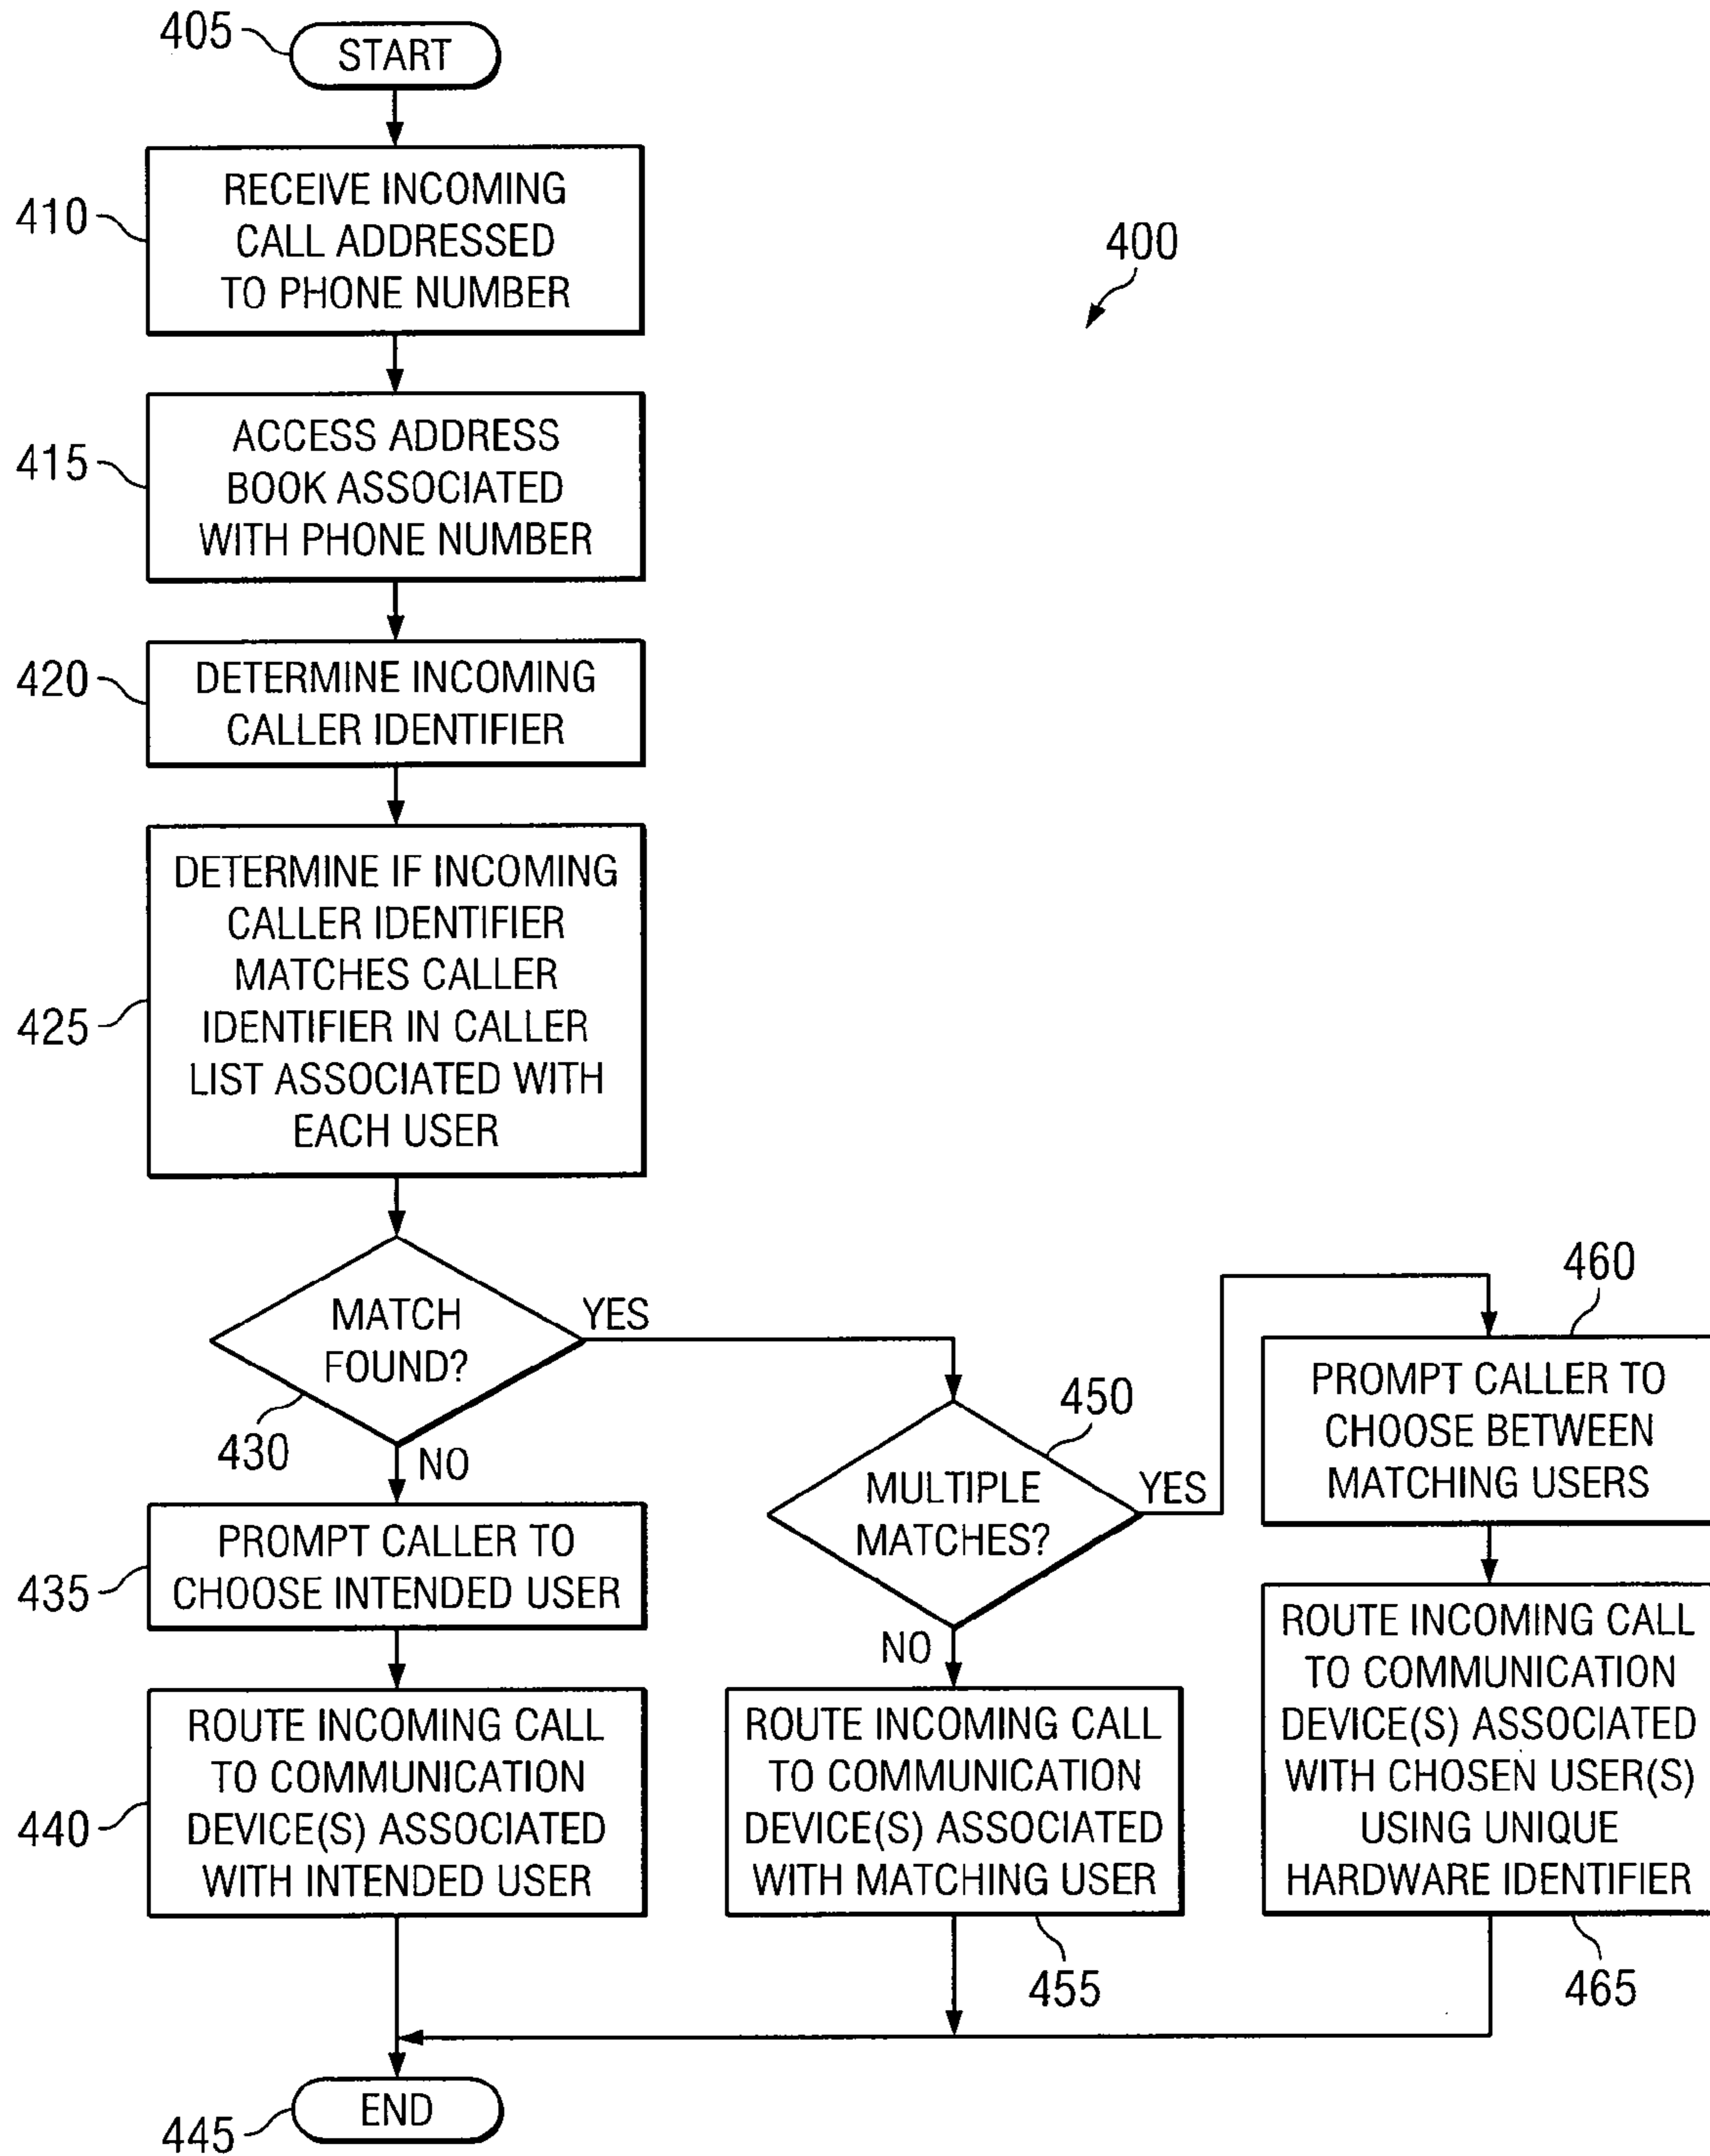 405
START
410
RECEIVE INCOMING
CALL ADDRESSED
TO PHONE NUMBER
400
415
ACCESS ADDRESS
BOOK ASSOCIATED
WITH PHONE NUMBER
420
DETERMINE INCOMING
CALLER IDENTIFIER
425
DETERMINE IF INCOMING
CALLER IDENTIFIER
MATCHES CALLER
IDENTIFIER IN CALLER
LIST ASSOCIATED WITH
EACH USER
MATCH
FOUND?
430
YES
NO
435
PROMPT CALLER TO
CHOOSE INTENDED USER
440
ROUTE INCOMING CALL
TO COMMUNICATION
DEVICE(S) ASSOCIATED
WITH INTENDED USER
450
MULTIPLE
MATCHES?
YES
NO
ROUTE INCOMING CALL
TO COMMUNICATION
DEVICE(S) ASSOCIATED
WITH MATCHING USER
455
460
PROMPT CALLER TO
CHOOSE BETWEEN
MATCHING USERS
ROUTE INCOMING CALL
TO COMMUNICATION
DEVICE(S) ASSOCIATED
WITH CHOSEN USER(S)
USING UNIQUE
HARDWARE IDENTIFIER
465
445
END